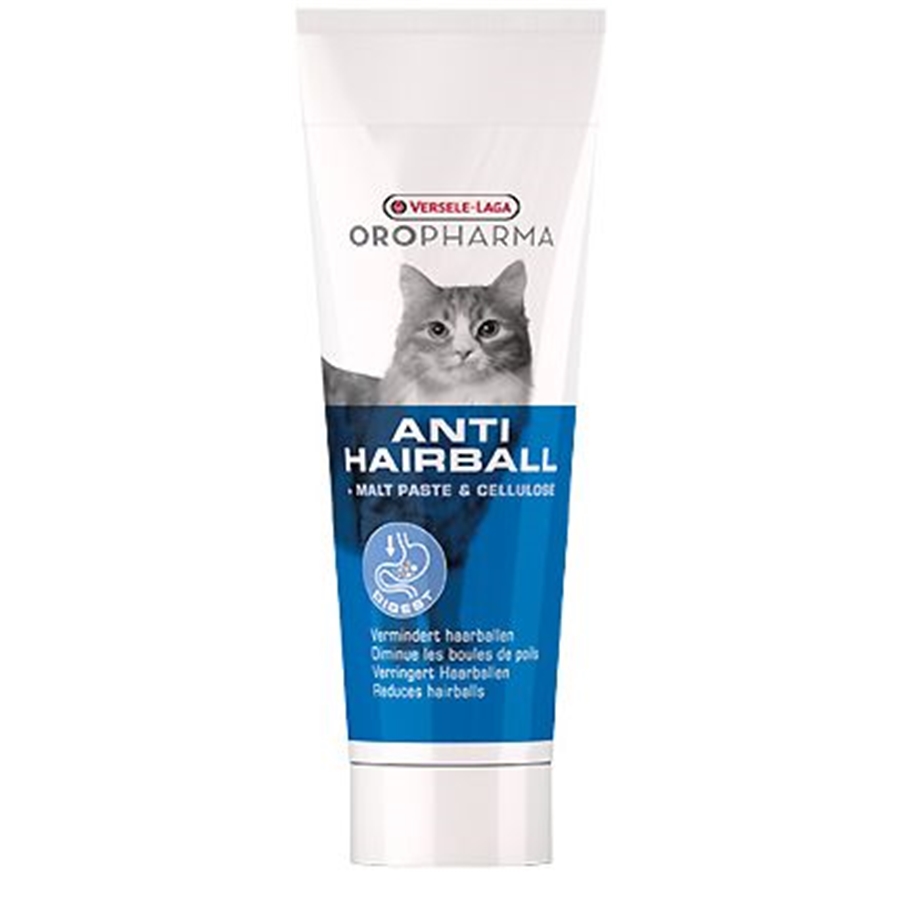 VERSELE-LAGA
OROPHARMA
ANTI
HAIRBALL
+ MALT PASTE & CELLULOSE
DIGEST
Vermindert haarballen
Diminue les boules de poils
Verringert Haarballen
Reduces hairballs